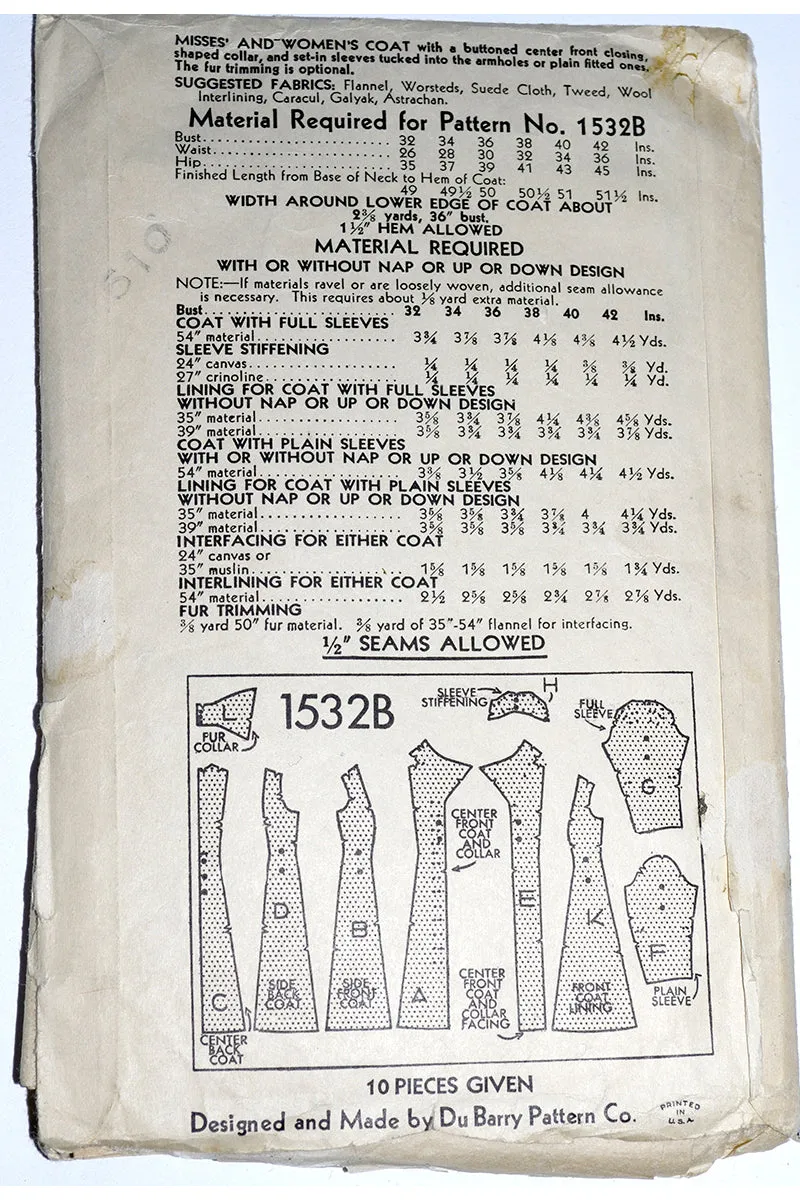 MISSES' AND WOMEN'S COAT with a buttoned center front closing,
shaped collar, and set-in sleeves tucked into the armholes or plain fitted ones.
The fur trimming is optional.
SUGGESTED FABRICS: Flannel, Worsteds, Suede Cloth, Tweed, Wool
Interlining, Caracul, Galyak, Astrachan.
Material Required for Pattern No. 1532B
Bust........................ 32 34 36 38 40 42 Ins.
Waist....................... 26 28 30 32 34 36 Ins.
Hip......................... 35 37 39 41 43 45 Ins.
Finished Length from Base of Neck to Hem of Coat:
49 49½ 50 50½ 51 51½ Ins.
WIDTH AROUND LOWER EDGE OF COAT ABOUT
2⅜ yards, 36" bust.
1½" HEM ALLOWED
MATERIAL REQUIRED
WITH OR WITHOUT NAP OR UP OR DOWN DESIGN
NOTE:—If materials ravel or are loosely woven, additional seam allowance
is necessary. This requires about ⅛ yard extra material.
Bust........................ 32 34 36 38 40 42 Ins.
COAT WITH FULL SLEEVES
54" material................ 3¾ 3⅞ 3⅞ 4⅛ 4⅜ 4½ Yds.
SLEEVE STIFFENING
24" canvas.................. ¼ ¼ ¼ ¼ ⅜ ⅜ Yd.
27" crinoline............... ¼ ¼ ¼ ¼ ¼ ¼ Yd.
LINING FOR COAT WITH FULL SLEEVES
WITHOUT NAP OR UP OR DOWN DESIGN
35" material................ 3⅝ 3¾ 3⅞ 4¼ 4⅜ 4⅝ Yds.
39" material................ 3⅝ 3¾ 3¾ 3¾ 3¾ 3⅞ Yds.
COAT WITH PLAIN SLEEVES
WITH OR WITHOUT NAP OR UP OR DOWN DESIGN
54" material................ 3⅜ 3½ 3⅝ 4⅛ 4¼ 4½ Yds.
LINING FOR COAT WITH PLAIN SLEEVES
WITHOUT NAP OR UP OR DOWN DESIGN
35" material................ 3⅝ 3⅝ 3¾ 3⅞ 4 4¼ Yds.
39" material................ 3⅝ 3⅝ 3⅝ 3¾ 3¾ 3¾ Yds.
INTERFACING FOR EITHER COAT
24" canvas or
35" muslin.................. 1⅝ 1⅝ 1⅝ 1⅝ 1⅝ 1¾ Yds.
INTERLINING FOR EITHER COAT
54" material................ 2½ 2⅝ 2⅝ 2¾ 2⅞ 2⅞ Yds.
FUR TRIMMING
⅜ yard 50" fur material. ⅜ yard of 35"-54" flannel for interfacing.
½" SEAMS ALLOWED
L
FUR
COLLAR
1532B
SLEEVE
STIFFENING
H
FULL
SLEEVE
G
CENTER
FRONT
COAT
AND
COLLAR
C
CENTER
BACK
COAT
D
SIDE
BACK
COAT
B
SIDE
FRONT
COAT
A
CENTER
FRONT
COAT
AND
COLLAR
FACING
E
K
FRONT
COAT
LINING
F
PLAIN
SLEEVE
10 PIECES GIVEN
Designed and Made by Du Barry Pattern Co.
PRINTED
IN
U.S.A